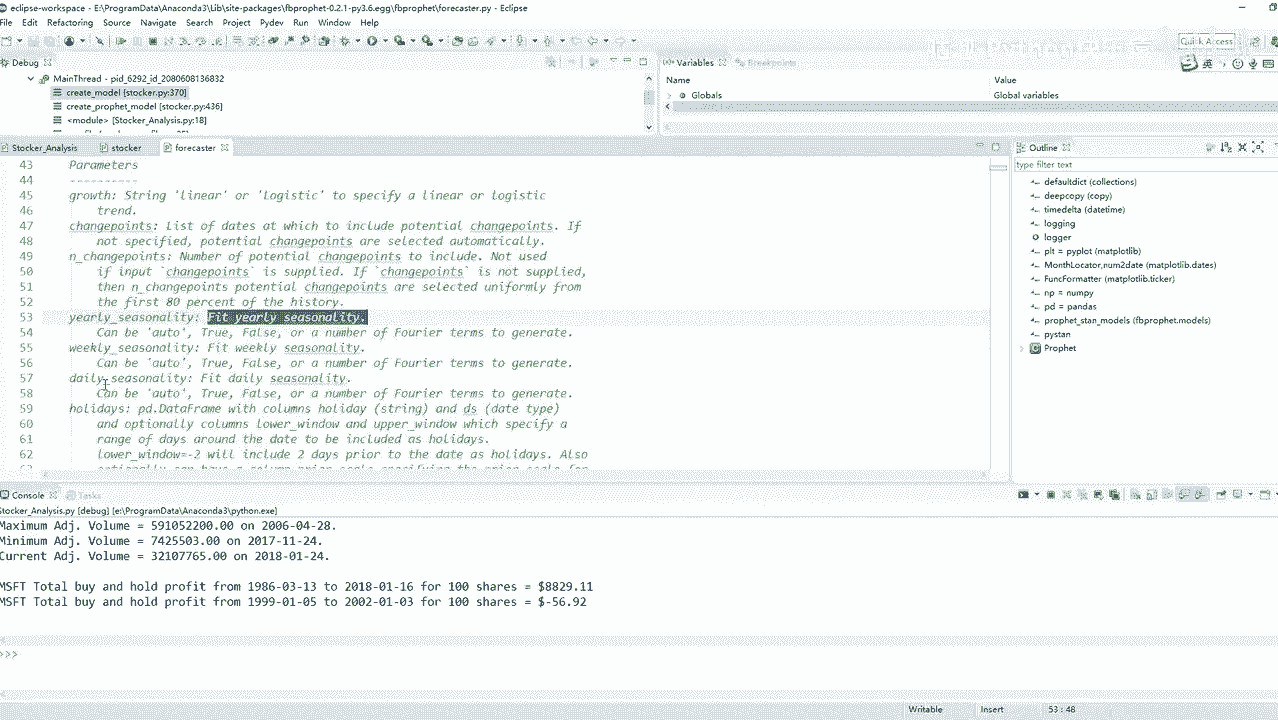 eclipse-workspace - E:\ProgramData\Anaconda3\Lib\site-packages\fbprophet-0.2.1-py3.6.egg\fbprophet\forecaster.py - Eclipse
File Edit Refactoring Source Navigate Search Project Pydev Run Window Help
Quick Access
Debug
MainThread - pid_6292_id_2080608136832
create_model [stocker.py:370]
create_prophet_model [stocker.py:436]
<module> [Stocker_Analysis.py:18]
Variables Breakpoints
Name Value
Globals Global variables
Stocker_Analysis stocker forecaster
43 Parameters
44 ----------
45 growth: String 'linear' or 'logistic' to specify a linear or logistic
46 trend.
47 changepoints: List of dates at which to include potential changepoints. If
48 not specified, potential changepoints are selected automatically.
49 n_changepoints: Number of potential changepoints to include. Not used
50 if input `changepoints` is supplied. If `changepoints` is not supplied,
51 then n_changepoints potential changepoints are selected uniformly from
52 the first 80 percent of the history.
53 yearly_seasonality: Fit yearly seasonality.
54 Can be 'auto', True, False, or a number of Fourier terms to generate.
55 weekly_seasonality: Fit weekly seasonality.
56 Can be 'auto', True, False, or a number of Fourier terms to generate.
57 daily_seasonality: Fit daily seasonality.
58 Can be 'auto', True, False, or a number of Fourier terms to generate.
59 holidays: pd.DataFrame with columns holiday (string) and ds (date type)
60 and optionally columns lower_window and upper_window which specify a
61 range of days around the date to be included as holidays.
62 lower_window=-2 will include 2 days prior to the date as holidays. Also
Outline
type filter text
defaultdict (collections)
deepcopy (copy)
timedelta (datetime)
logging
logger
plt = pyplot (matplotlib)
MonthLocator,num2date (matplotlib.dates)
FuncFormatter (matplotlib.ticker)
np = numpy
pd = pandas
prophet_stan_models (fbprophet.models)
pystan
Prophet
Console Tasks
Stocker_Analysis.py [debug] [e:\ProgramData\Anaconda3\python.exe]
Maximum Adj. Volume = 591052200.00 on 2006-04-28.
Minimum Adj. Volume = 7425503.00 on 2017-11-24.
Current Adj. Volume = 32107765.00 on 2018-01-24.
MSFT Total buy and hold profit from 1986-03-13 to 2018-01-16 for 100 shares = $8829.11
MSFT Total buy and hold profit from 1999-01-05 to 2002-01-03 for 100 shares = $-56.92
>>>
Writable Insert 53 : 48